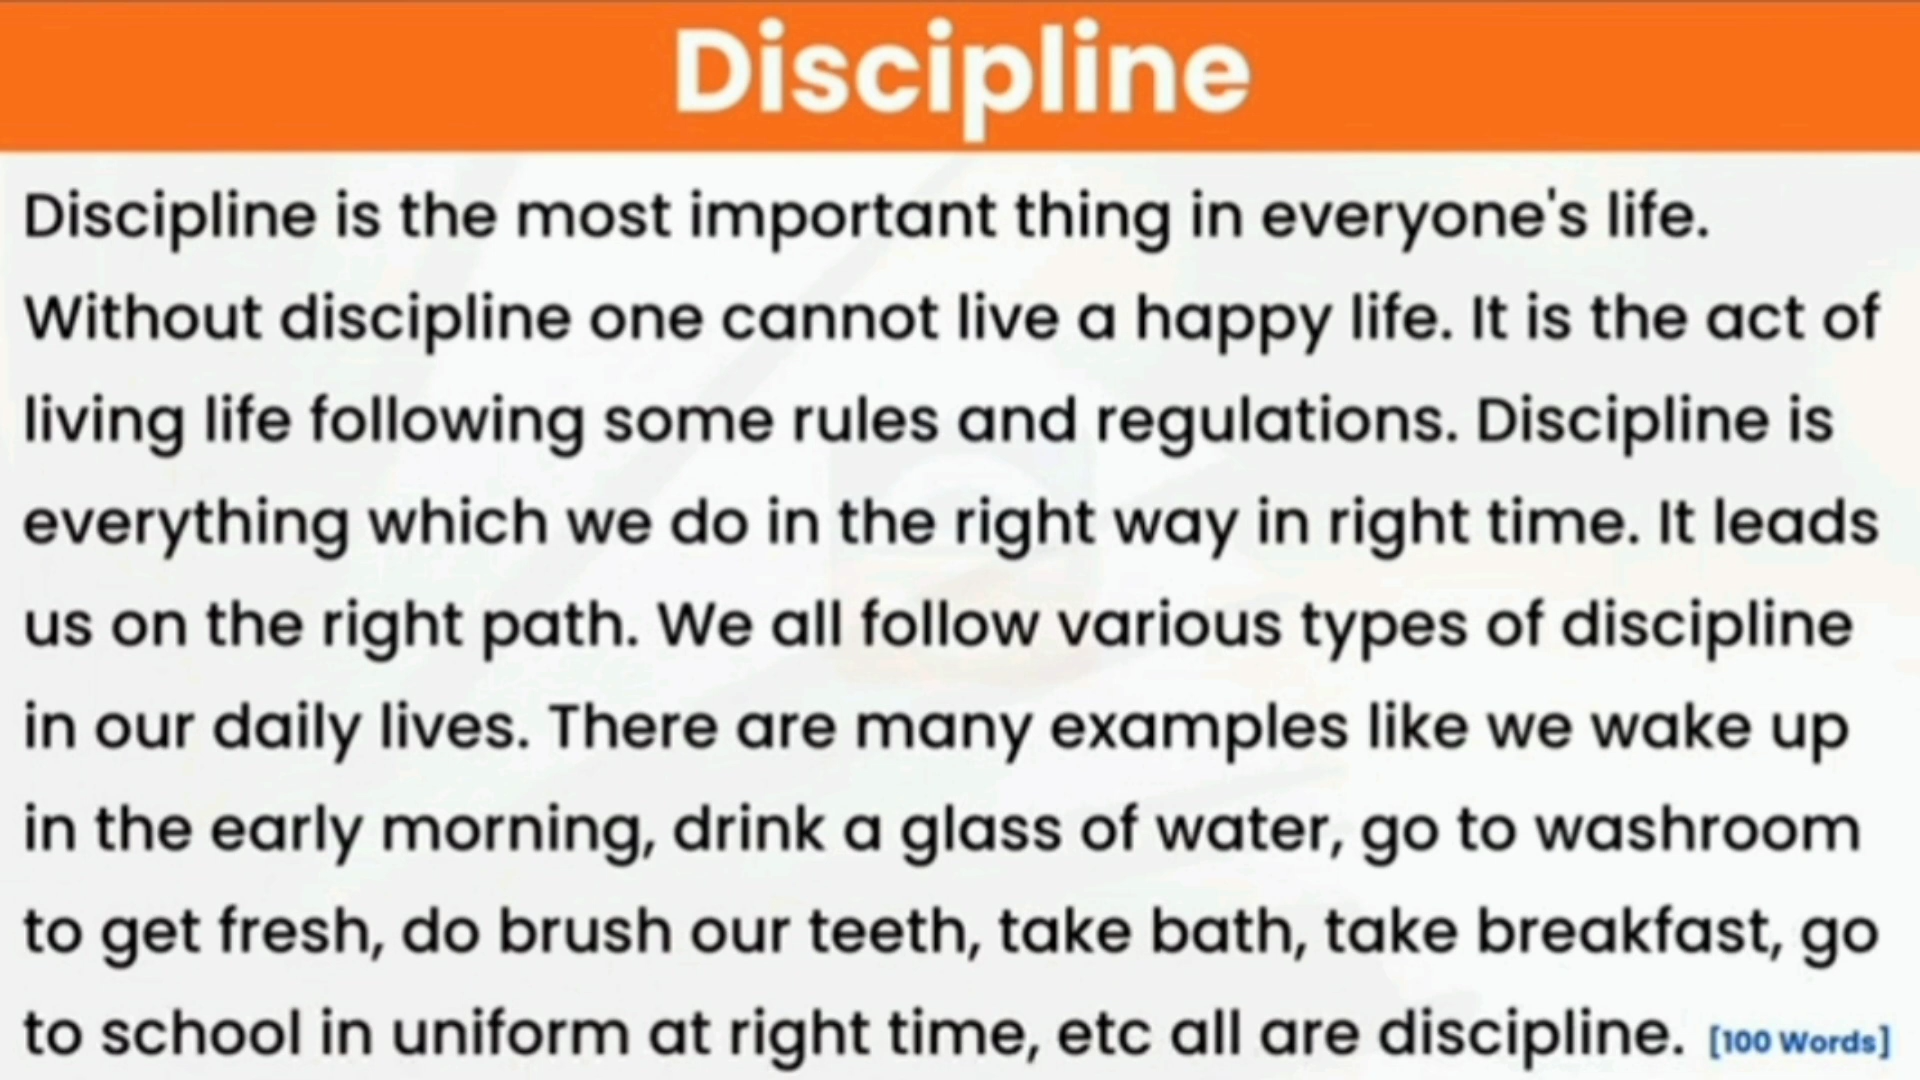 Discipline
Discipline is the most important thing in everyone's life.
Without discipline one cannot live a happy life. It is the act of
living life following some rules and regulations. Discipline is
everything which we do in the right way in right time. It leads
us on the right path. We all follow various types of discipline
in our daily lives. There are many examples like we wake up
in the early morning, drink a glass of water, go to washroom
to get fresh, do brush our teeth, take bath, take breakfast, go
to school in uniform at right time, etc all are discipline. [100 Words]